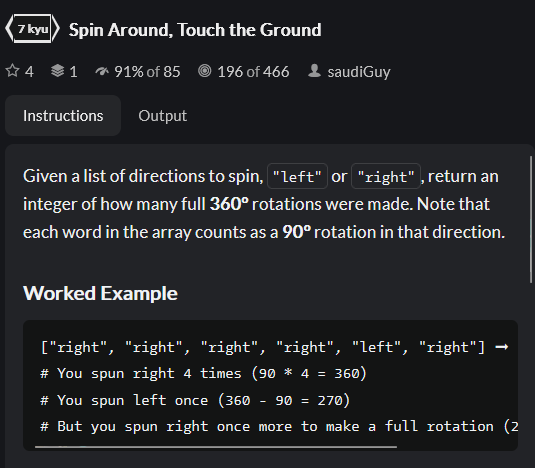 7 kyu Spin Around, Touch the Ground
4 1 91% of 85 196 of 466 saudiGuy
Instructions Output
Given a list of directions to spin, "left" or "right", return an
integer of how many full 360° rotations were made. Note that
each word in the array counts as a 90° rotation in that direction.
Worked Example
["right", "right", "right", "right", "left", "right"] ➞
# You spun right 4 times (90 * 4 = 360)
# You spun left once (360 - 90 = 270)
# But you spun right once more to make a full rotation (2